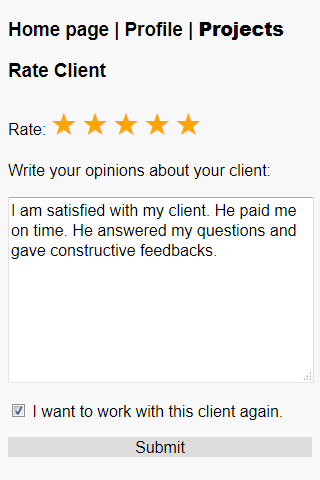 Home page | Profile | Projects
Rate Client
Rate:
Write your opinions about your client:
I am satisfied with my client. He paid me
on time. He answered my questions and
gave constructive feedbacks.
I want to work with this client again.
Submit